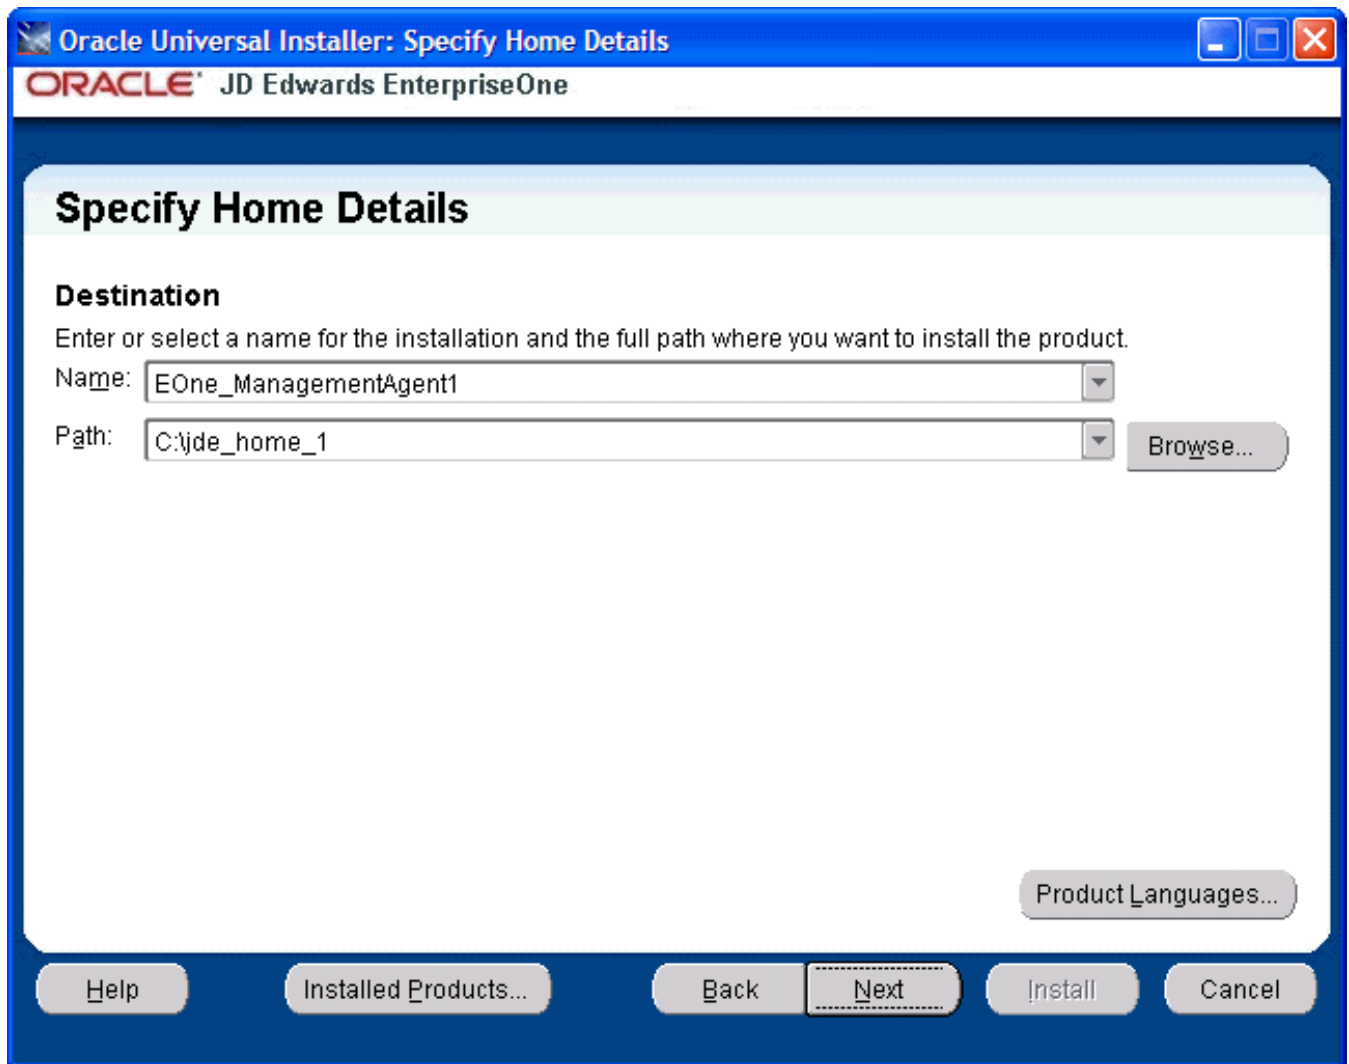 Oracle Universal Installer: Specify Home Details
ORACLE JD Edwards EnterpriseOne
Specify Home Details
Destination
Enter or select a name for the installation and the full path where you want to install the product.
Name: EOne_ManagementAgent1
Path: C:\jde_home_1 Browse...
Product Languages...
Help Installed Products... Back Next Install Cancel